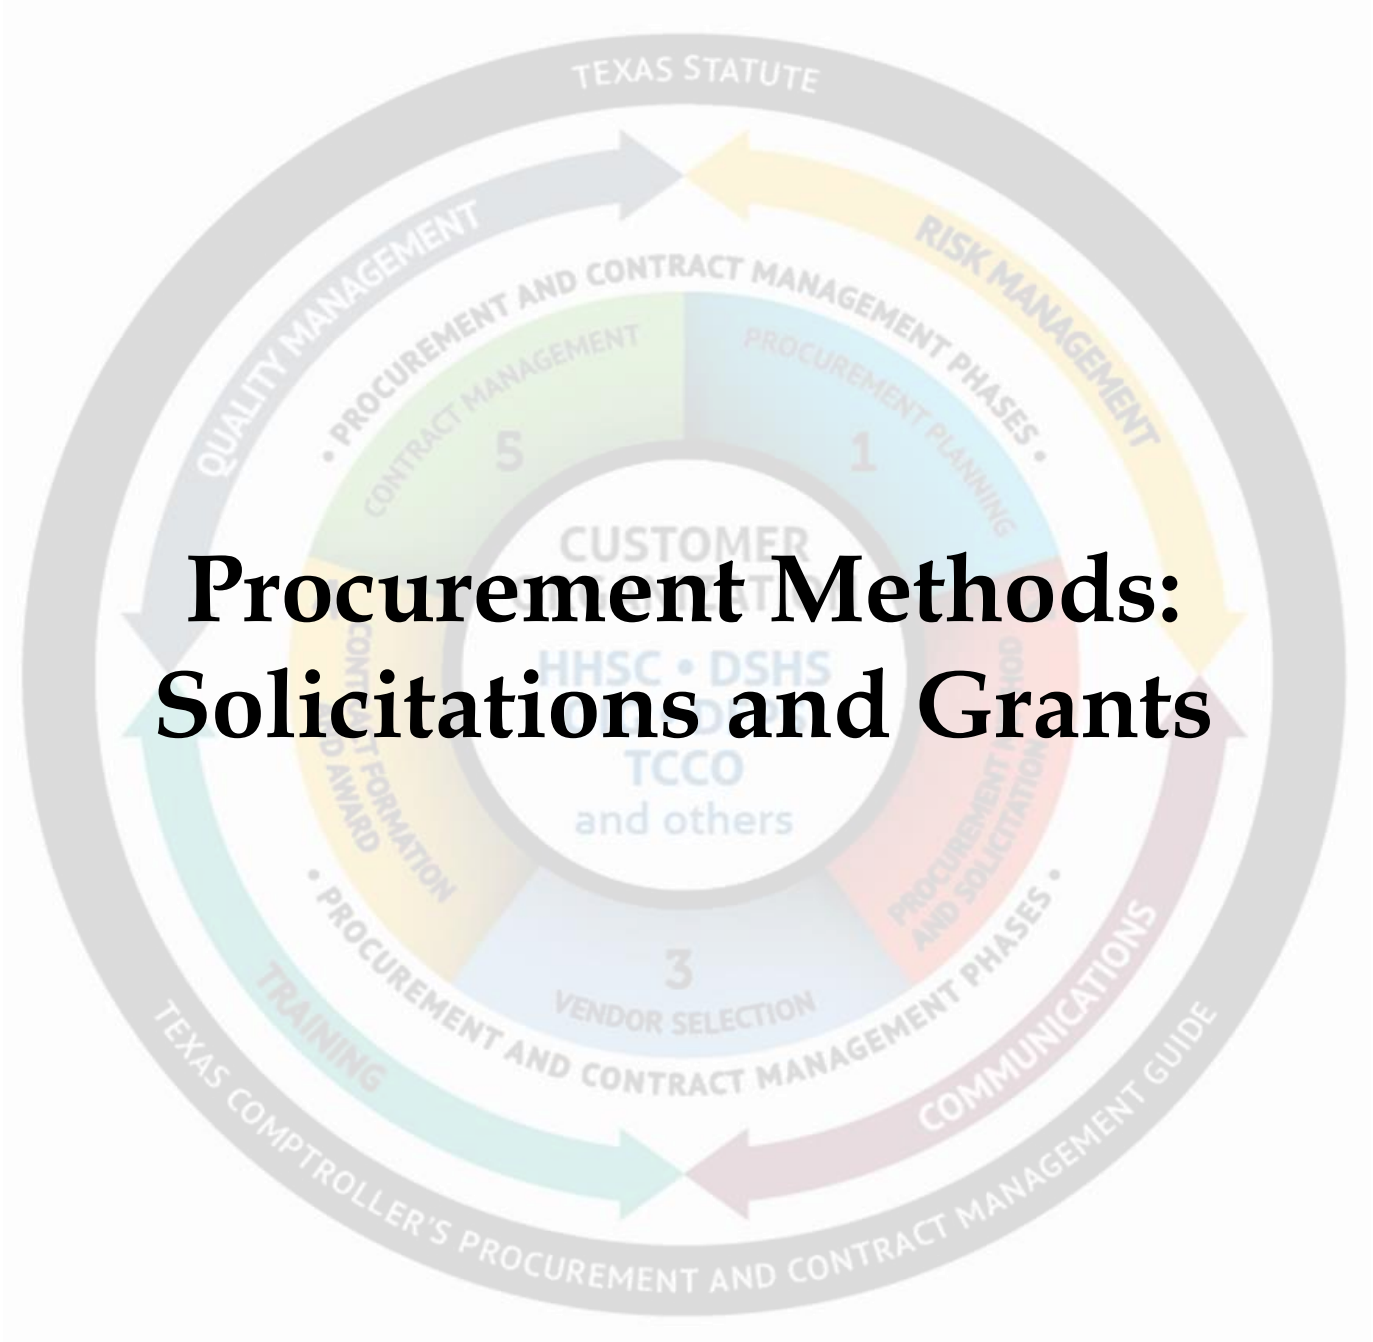 TEXAS STATUTE
QUALITY MANAGEMENT
RISK MANAGEMENT
• PROCUREMENT AND CONTRACT MANAGEMENT PHASES •
CONTRACT MANAGEMENT
5
PROCUREMENT PLANNING
1
CUSTOMER
Procurement Methods:
HHSC • DSHS
Solicitations and Grants
TCCO
and others
CONTRACT FORMATION
AND AWARD
PROCUREMENT METHOD
AND SOLICITATION
3
VENDOR SELECTION
• PROCUREMENT AND CONTRACT MANAGEMENT PHASES •
TRAINING
COMMUNICATIONS
TEXAS COMPTROLLER'S PROCUREMENT AND CONTRACT MANAGEMENT GUIDE